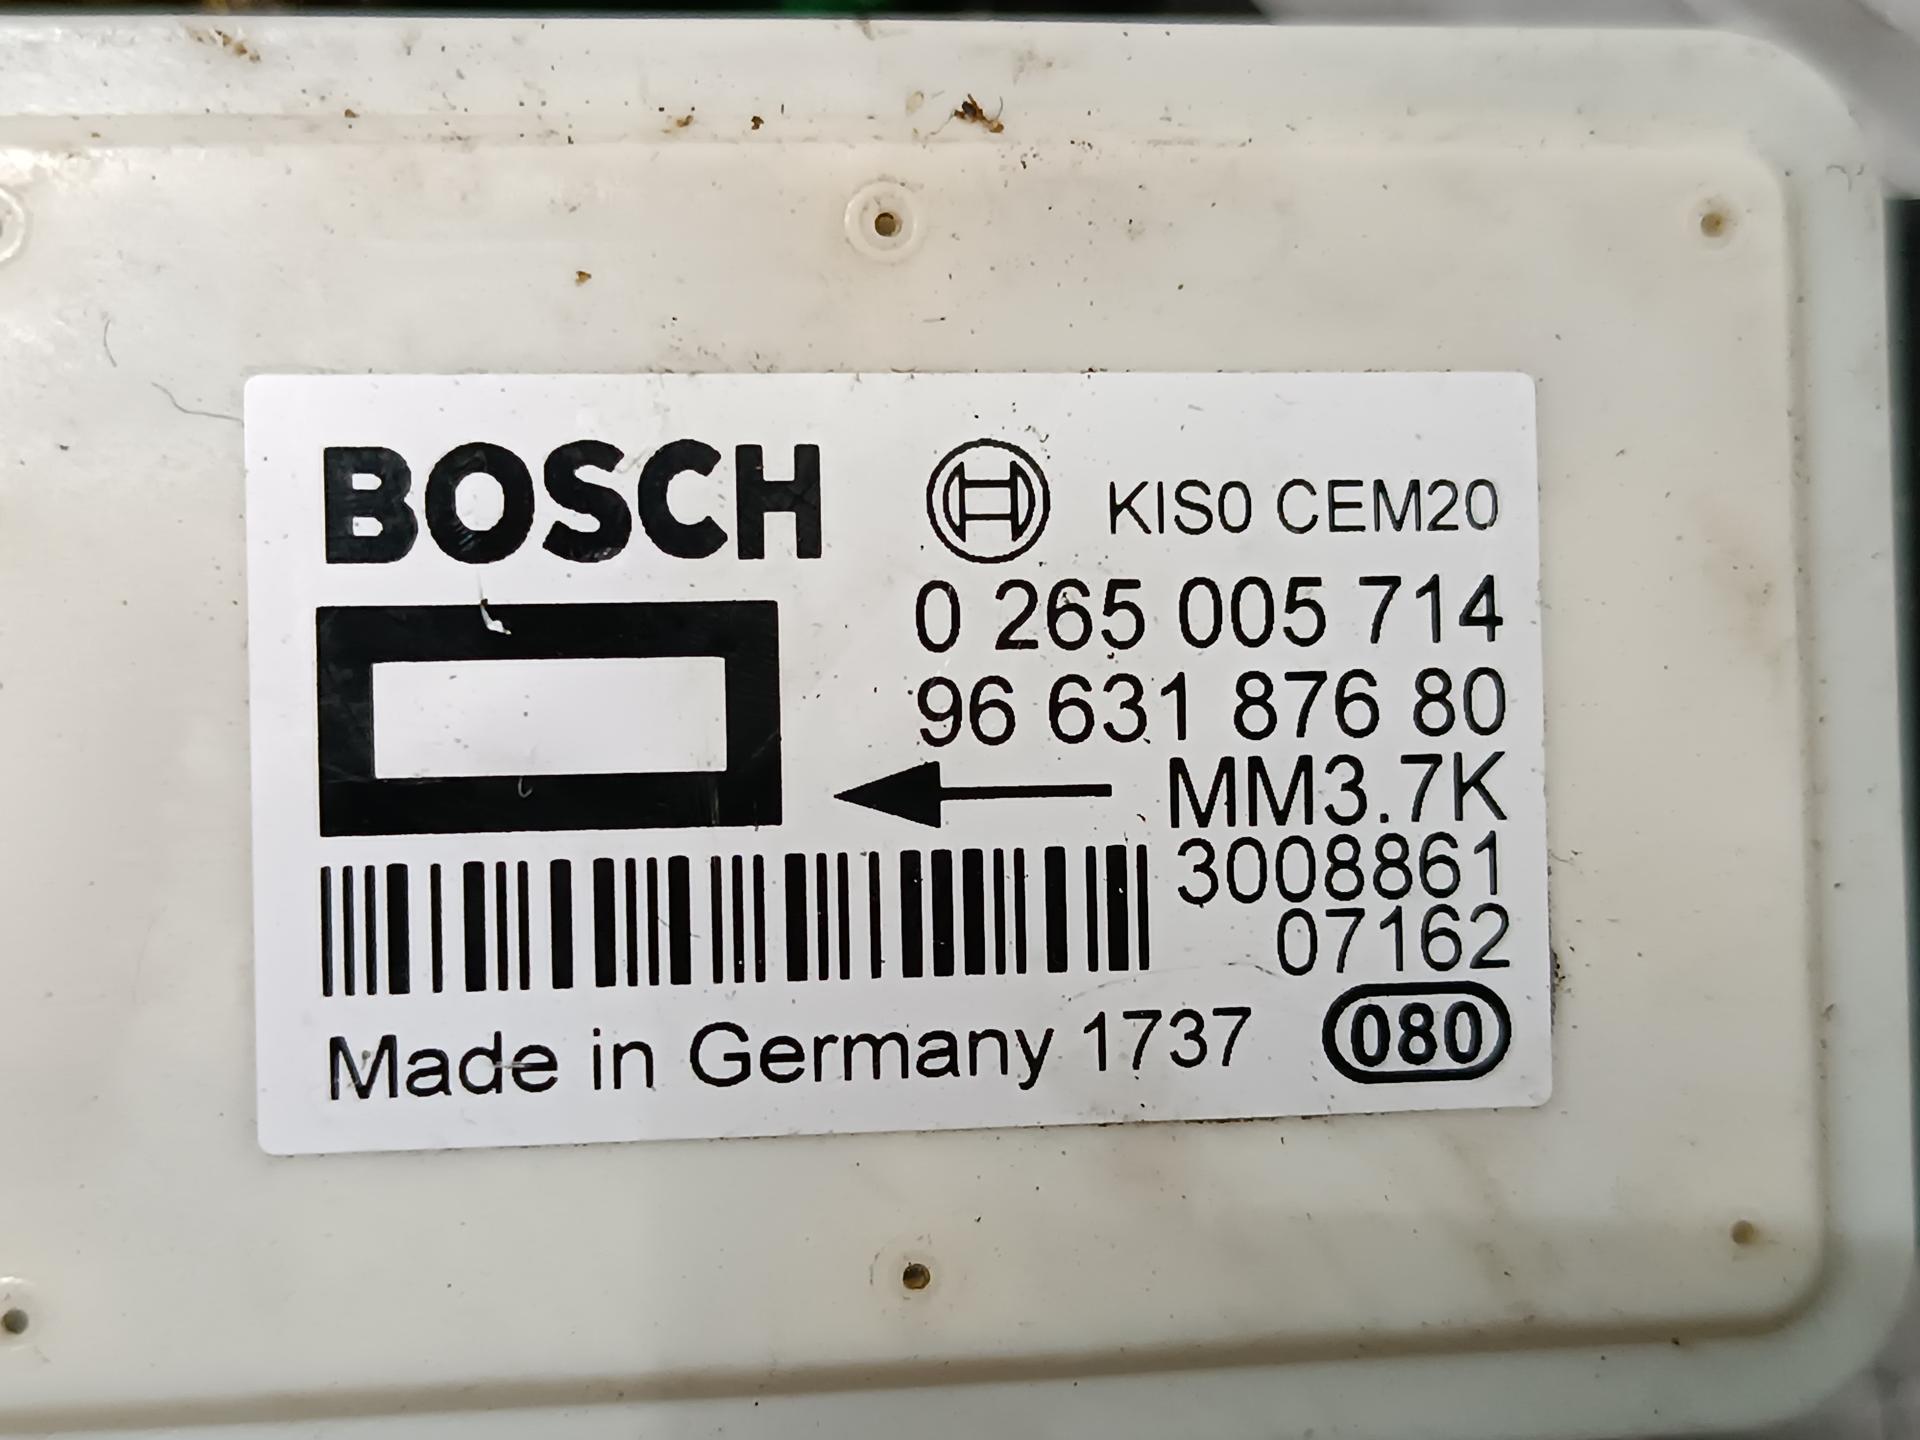 BOSCH KIS0 CEM20
0 265 005 714
96 631 876 80
MM3.7K
3008861
07162
Made in Germany 1737 080